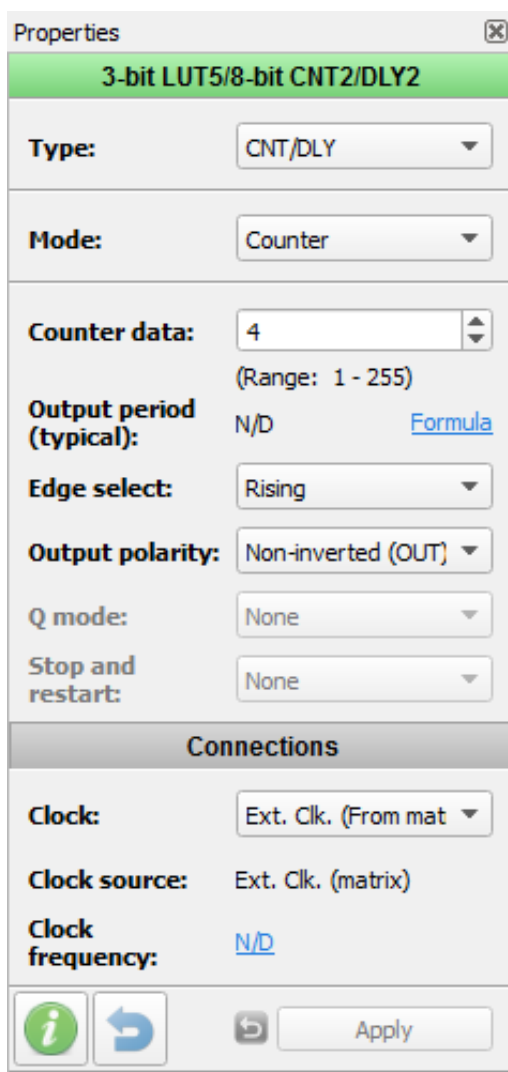 Properties
3-bit LUT5/8-bit CNT2/DLY2
Type: CNT/DLY
Mode: Counter
Counter data: 4
(Range: 1 - 255)
Output period (typical): N/D Formula
Edge select: Rising
Output polarity: Non-inverted (OUT)
Q mode: None
Stop and restart: None
Connections
Clock: Ext. Clk. (From mat
Clock source: Ext. Clk. (matrix)
Clock frequency: N/D
Apply